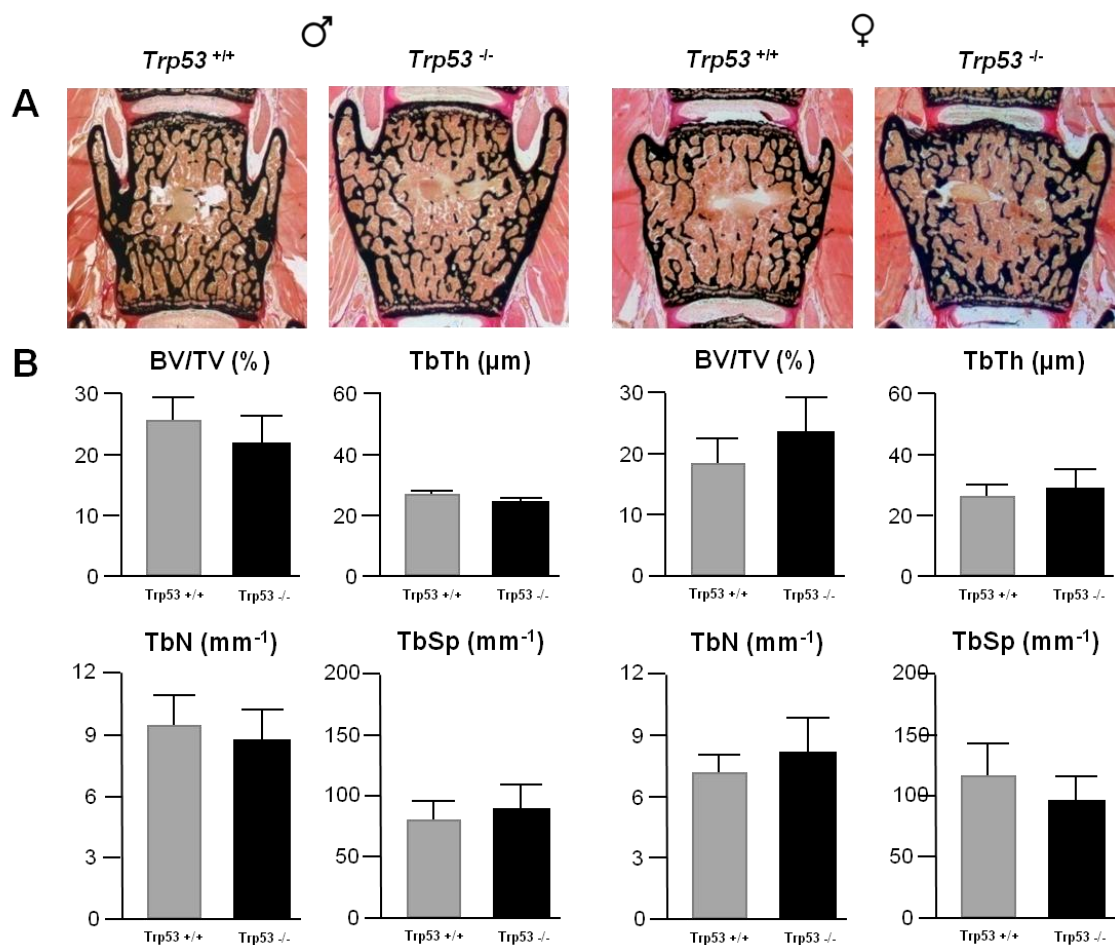 ♂ ♀
Trp53 +/+ Trp53 -/- Trp53 +/+ Trp53 -/-
A
B
BV/TV (%) TbTh (µm) BV/TV (%) TbTh (µm)
30 60 30 60
20 40 20 40
10 20 10 20
0 0 0 0
Trp53 +/+ Trp53 -/- Trp53 +/+ Trp53 -/- Trp53 +/+ Trp53 -/- Trp53 +/+ Trp53 -/-
TbN (mm⁻¹) TbSp (mm⁻¹) TbN (mm⁻¹) TbSp (mm⁻¹)
12 200 12 200
9 150 9 150
6 100 6 100
3 50 3 50
0 0 0 0
Trp53 +/+ Trp53 -/- Trp53 +/+ Trp53 -/- Trp53 +/+ Trp53 -/- Trp53 +/+ Trp53 -/-